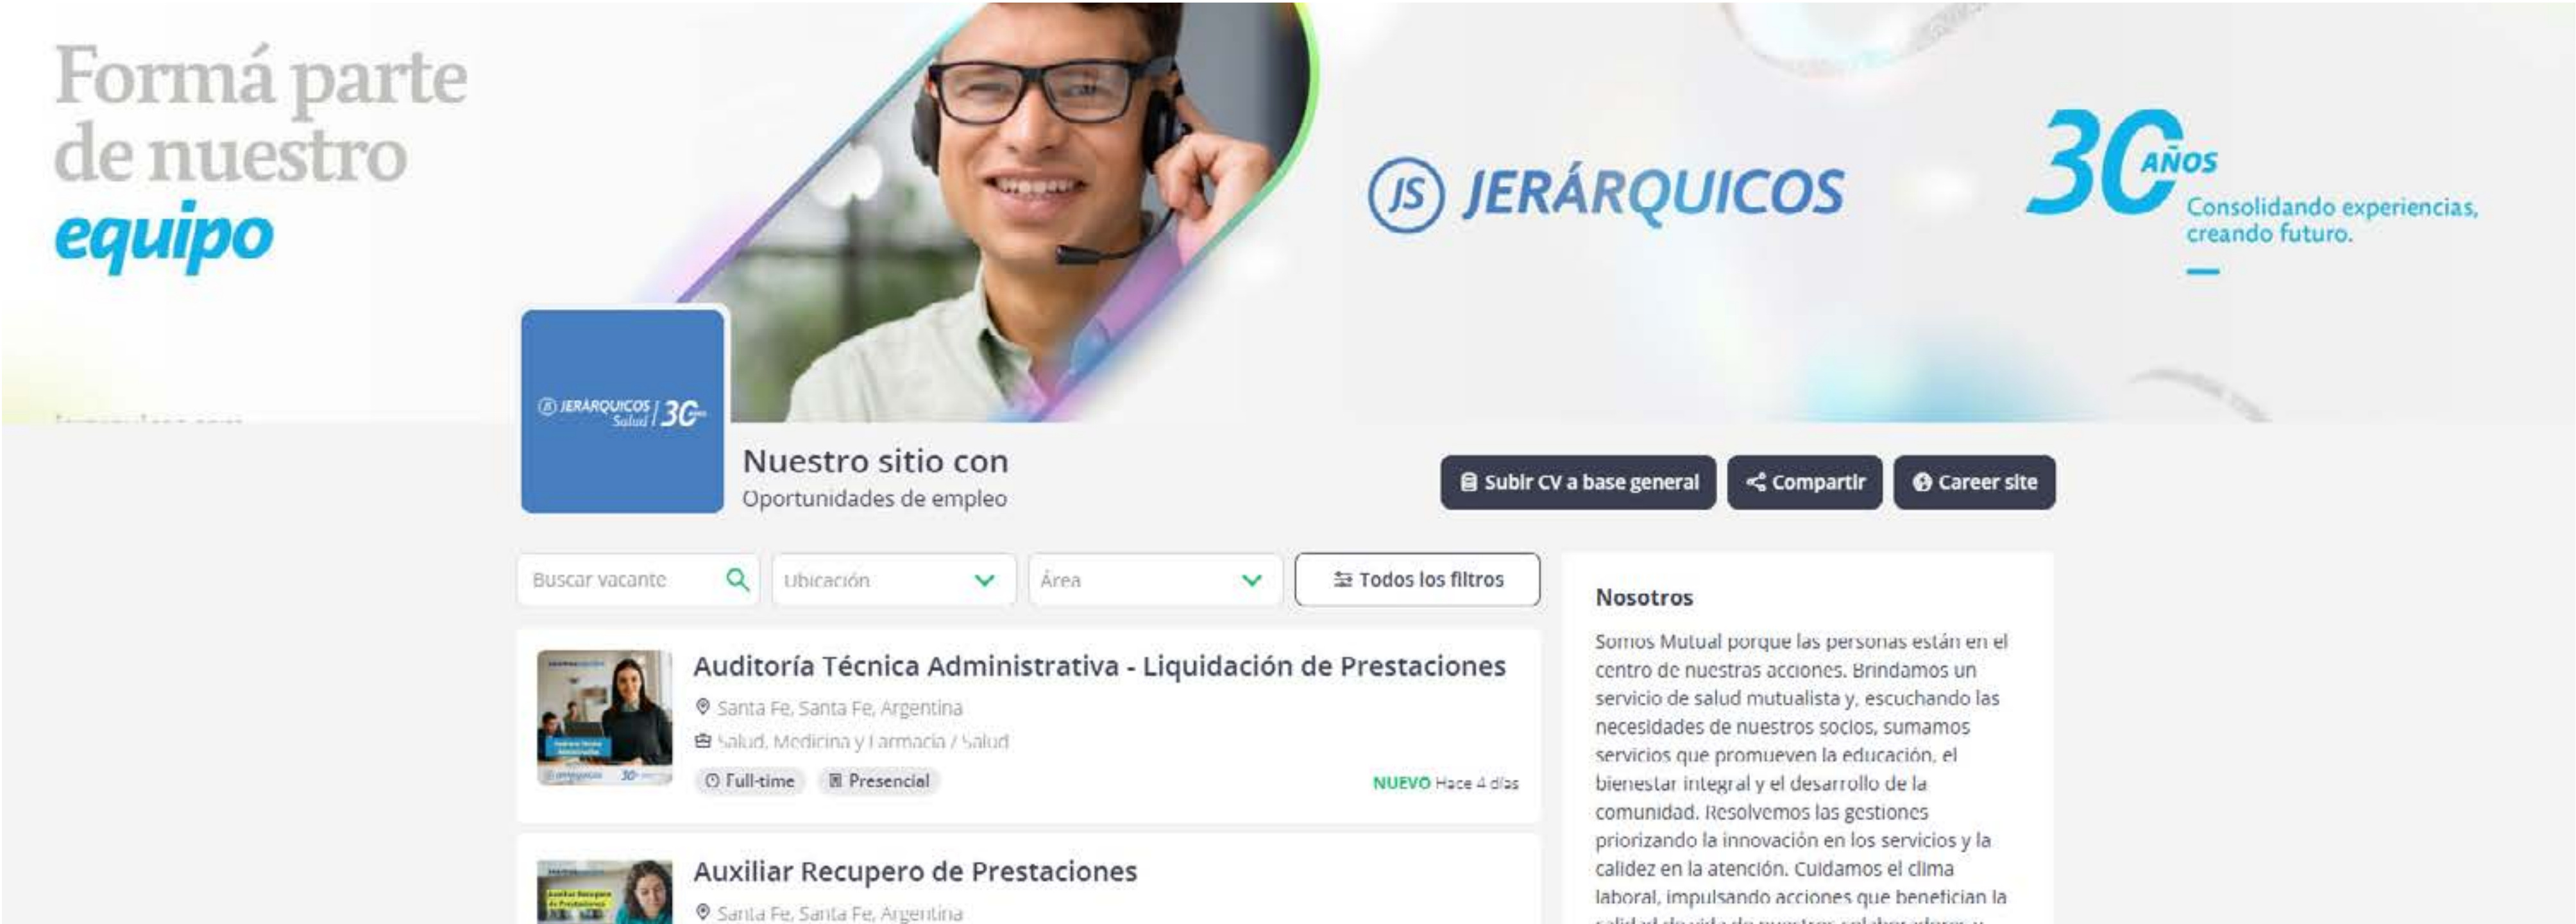 Formá parte
de nuestro
equipo
JS JERÁRQUICOS
30 AÑOS
Consolidando experiencias,
creando futuro.
JS JERÁRQUICOS
Salud
30
Nuestro sitio con
Oportunidades de empleo
Subir CV a base general
Compartir
Career site
Buscar vacante
Ubicación
Área
Todos los filtros
Auditoría Técnica Administrativa - Liquidación de Prestaciones
Santa Fe, Santa Fe, Argentina
Salud, Medicina y Farmacia / Salud
Full-time
Presencial
NUEVO Hace 4 días
Auxiliar Recupero de Prestaciones
Santa Fe, Santa Fe, Argentina
Nosotros
Somos Mutual porque las personas están en el
centro de nuestras acciones. Brindamos un
servicio de salud mutualista y, escuchando las
necesidades de nuestros socios, sumamos
servicios que promueven la educación, el
bienestar integral y el desarrollo de la
comunidad. Resolvemos las gestiones
priorizando la innovación en los servicios y la
calidez en la atención. Cuidamos el clima
laboral, impulsando acciones que benefician la